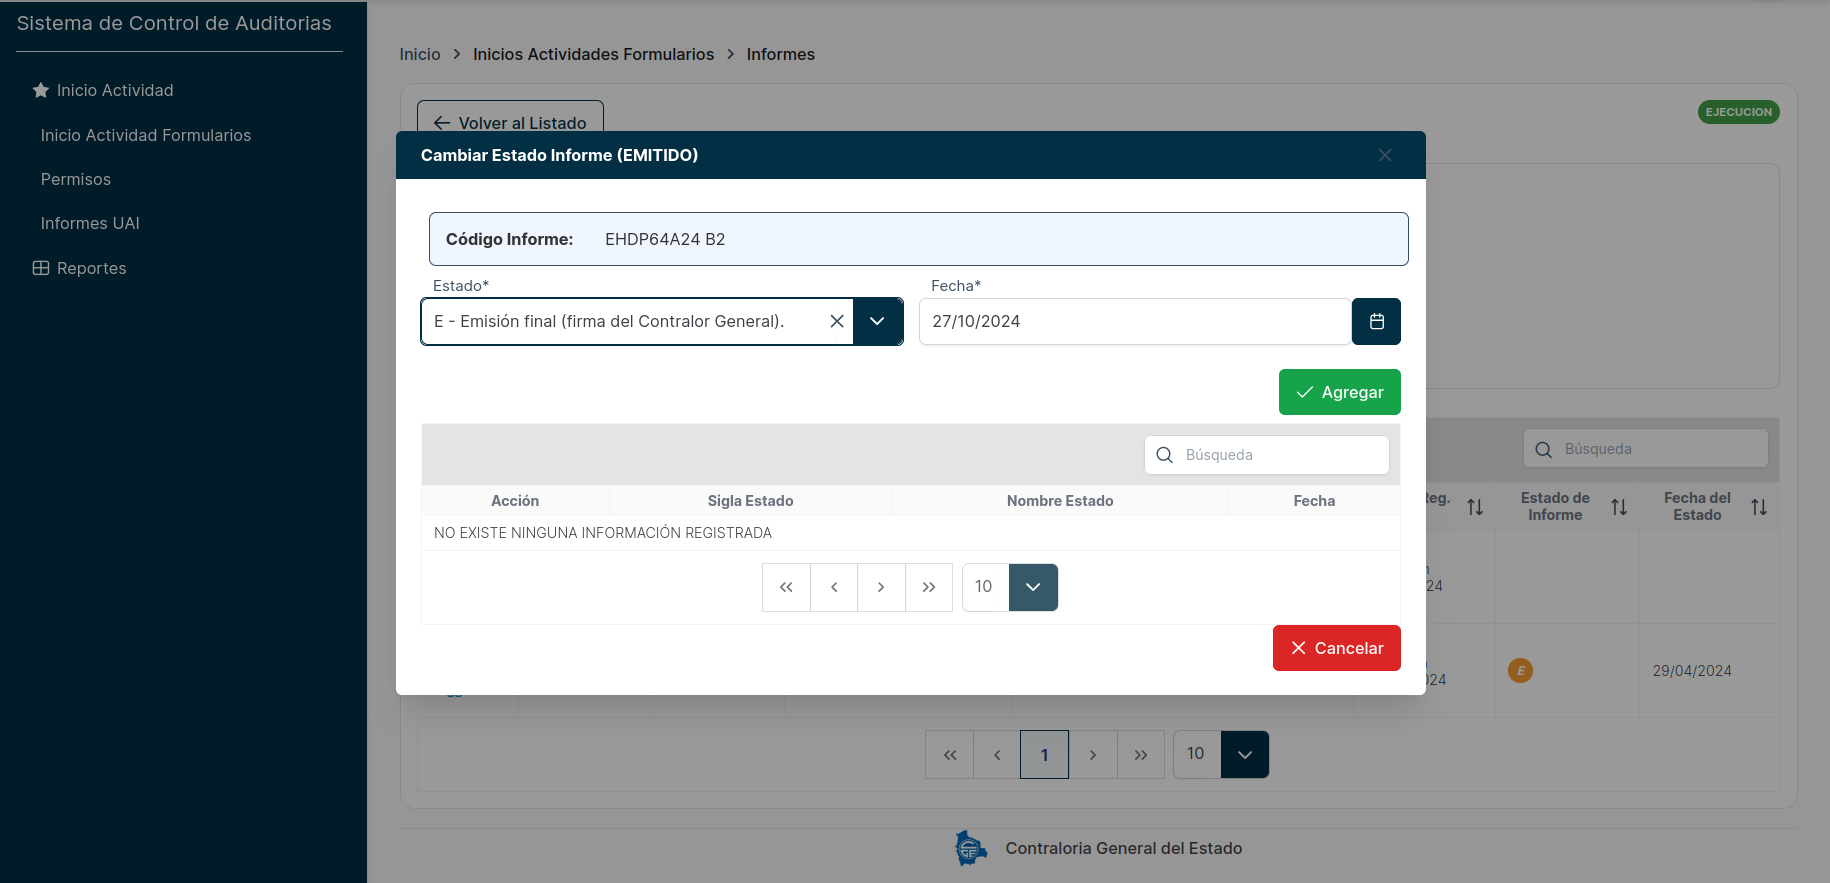 Sistema de Control de Auditorias
Inicio Actividad
Inicio Actividad Formularios
Permisos
Informes UAI
Reportes
Inicio > Inicios Actividades Formularios > Informes
Volver al Listado
EJECUCION
Cambiar Estado Informe (EMITIDO)
Código Informe: EHDP64A24 B2
Estado* Fecha*
E - Emisión final (firma del Contralor General). 27/10/2024
Agregar
Búsqueda
Acción Sigla Estado Nombre Estado Fecha
NO EXISTE NINGUNA INFORMACIÓN REGISTRADA
10
Cancelar
Búsqueda
Reg. Estado de Informe Fecha del Estado
E 29/04/2024
1 10
Contraloria General del Estado